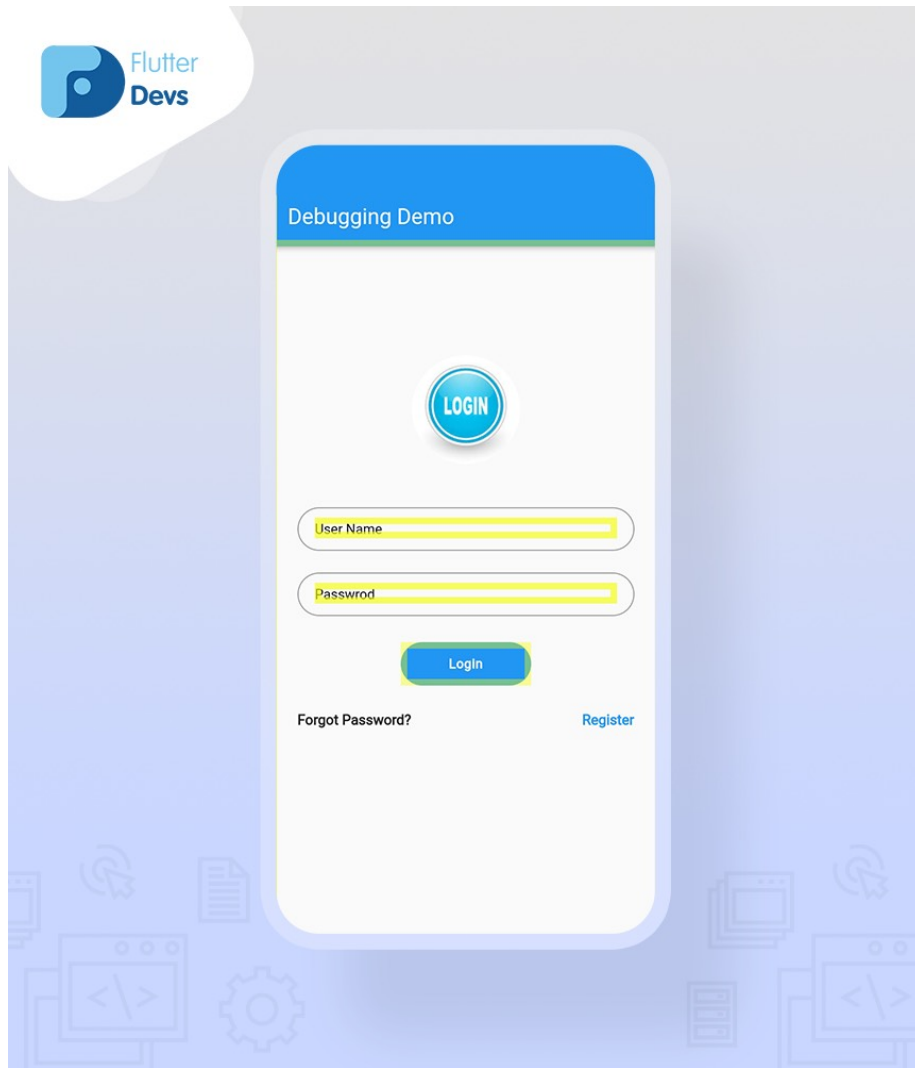 Flutter
Devs
Debugging Demo
LOGIN
User Name
Passwrod
Login
Forgot Password? Register